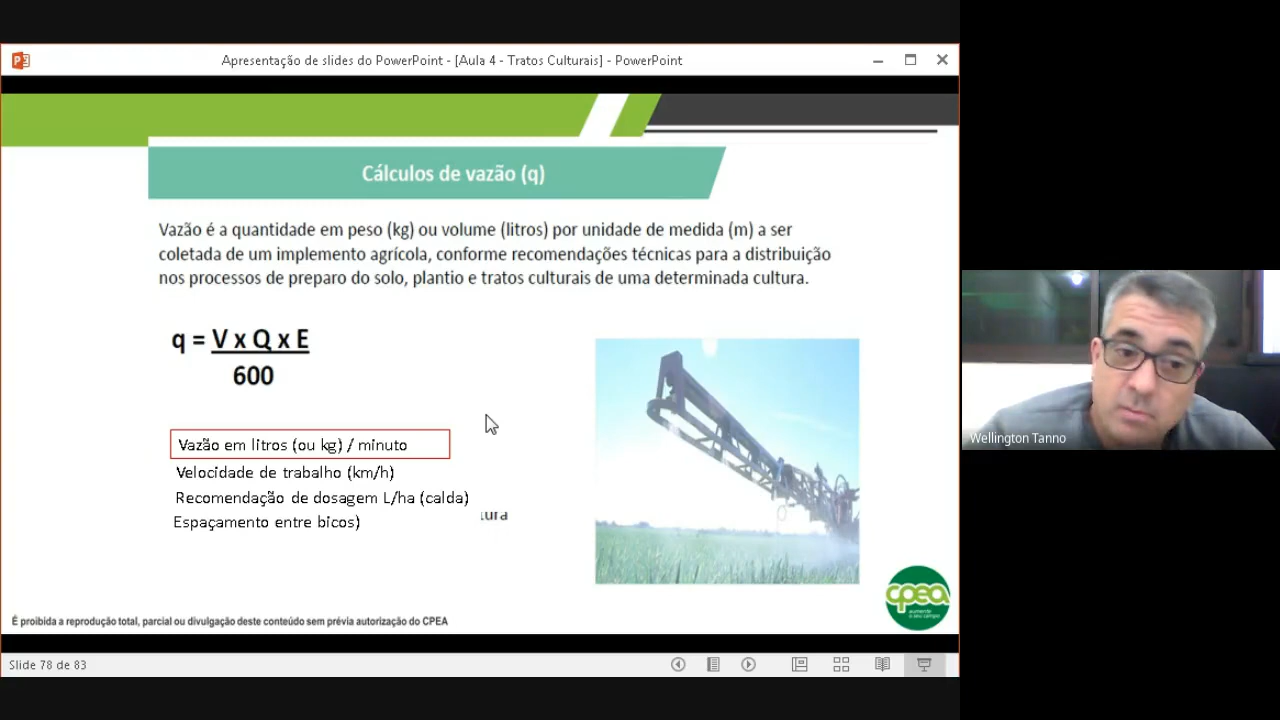 Apresentação de slides do PowerPoint - [Aula 4 - Tratos Culturais] - PowerPoint
Cálculos de vazão (q)
Vazão é a quantidade em peso (kg) ou volume (litros) por unidade de medida (m) a ser
coletada de um implemento agrícola, conforme recomendações técnicas para a distribuição
nos processos de preparo do solo, plantio e tratos culturais de uma determinada cultura.
q = V x Q x E
600
Vazão em litros (ou kg) / minuto
Velocidade de trabalho (km/h)
Recomendação de dosagem L/ha (calda)
Espaçamento entre bicos)
tura
Wellington Tanno
cpea
É proibida a reprodução total, parcial ou divulgação deste conteúdo sem prévia autorização do CPEA
Slide 78 de 83